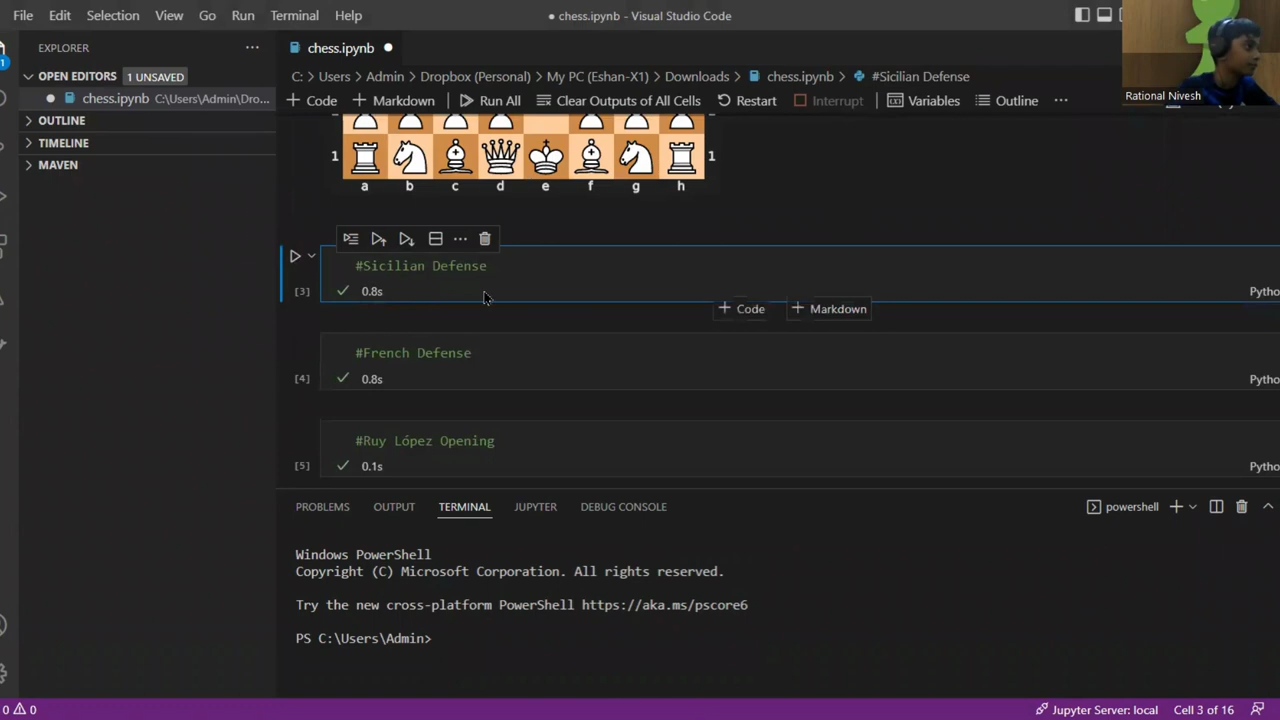 File Edit Selection View Go Run Terminal Help
● chess.ipynb - Visual Studio Code
EXPLORER ···
chess.ipynb ●
OPEN EDITORS 1 UNSAVED
● chess.ipynb C:\Users\Admin\Dro...
OUTLINE
TIMELINE
MAVEN
1
C: > Users > Admin > Dropbox (Personal) > My PC (Eshan-X1) > Downloads > chess.ipynb > #Sicilian Defense
+ Code + Markdown Run All Clear Outputs of All Cells Restart Interrupt Variables Outline ···
Rational Nivesh
1 1
a b c d e f g h
#Sicilian Defense
[3] 0.8s Pytho
+ Code + Markdown
#French Defense
[4] 0.8s Pytho
#Ruy López Opening
[5] 0.1s Pytho
PROBLEMS OUTPUT TERMINAL JUPYTER DEBUG CONSOLE
powershell
Windows PowerShell
Copyright (C) Microsoft Corporation. All rights reserved.
Try the new cross-platform PowerShell https://aka.ms/pscore6
PS C:\Users\Admin>
0 0
Jupyter Server: local Cell 3 of 16